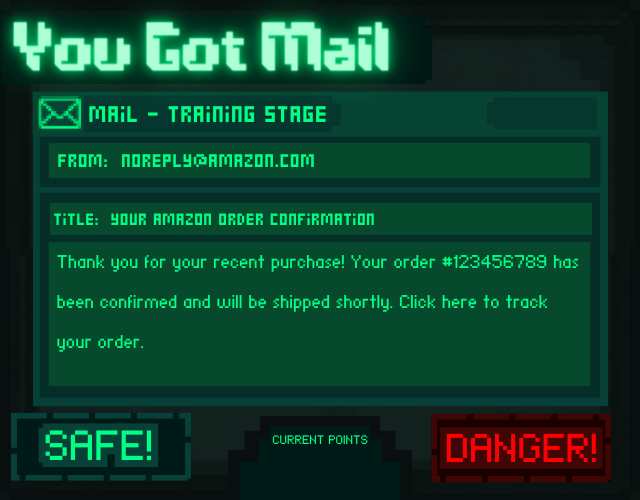 You Got Mail
MAIL - TRAINING STAGE
FROM: NOREPLY@AMAZON.COM
TITLE: YOUR AMAZON ORDER CONFIRMATION
Thank you for your recent purchase! Your order #123456789 has
been confirmed and will be shipped shortly. Click here to track
your order.
SAFE!
CURRENT POINTS
DANGER!